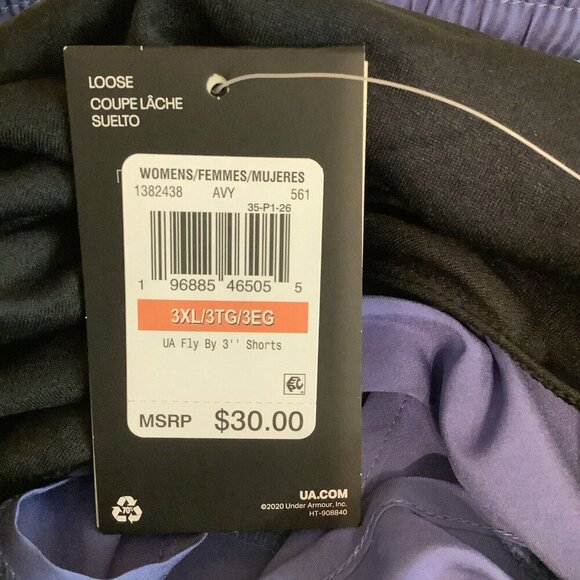 LOOSE
COUPE LÂCHE
SUELTO
WOMENS/FEMMES/MUJERES
1382438 AVY 561
35-P1-26
1 96885 46505 5
3XL/3TG/3EG
UA Fly By 3'' Shorts
MSRP $30.00
UA.COM
©2020 Under Armour, Inc.
HT-908840